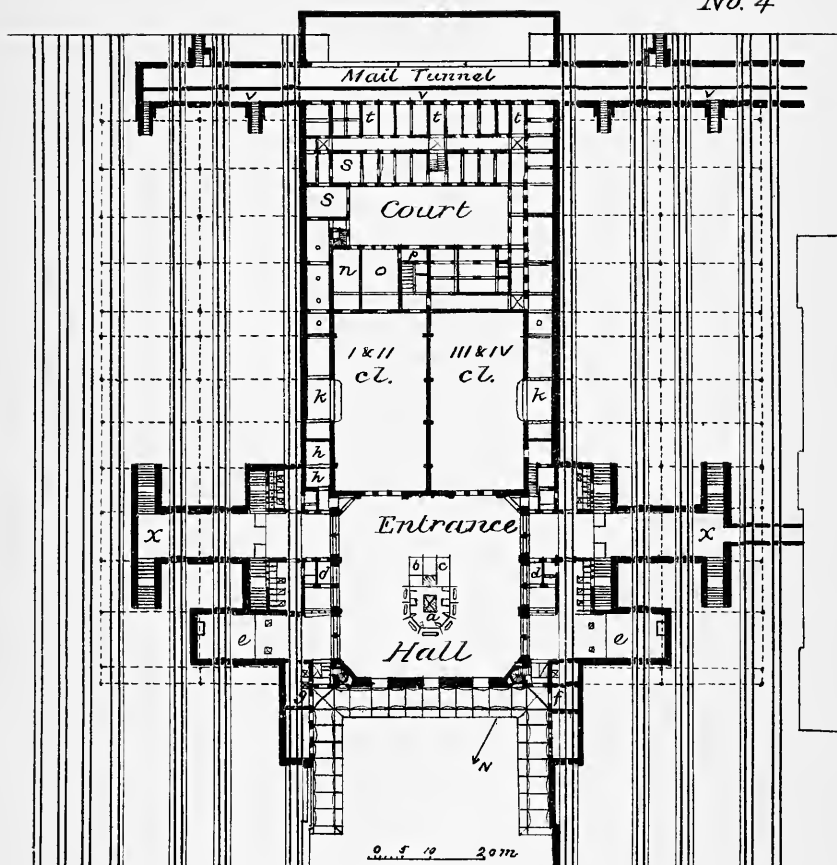 No. 4
Mail Tunnel
v v v
t t t
S
S
Court
n o p
I & II cl.
III & IV cl.
k k
h
h
Entrance
x x
b c
d d
a
e e
Hall
g f
N
0 5 10 20m